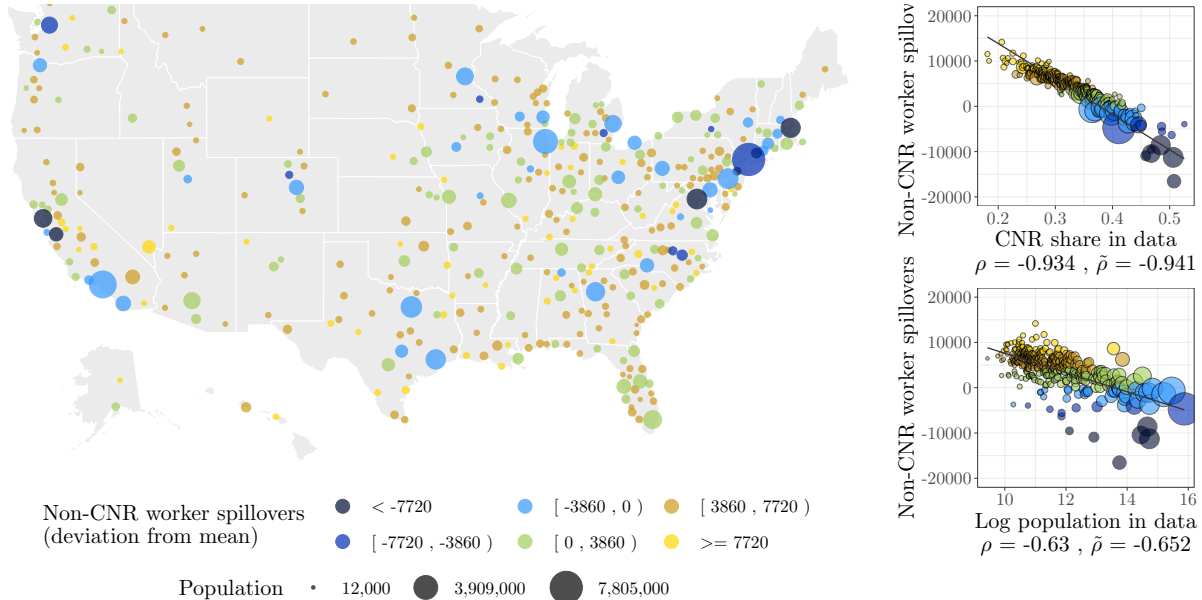 Non-CNR worker spillovers
(deviation from mean)
< -7720
[ -3860 , 0 )
[ 3860 , 7720 )
[ -7720 , -3860 )
[ 0 , 3860 )
>= 7720
Population
12,000
3,909,000
7,805,000
Non-CNR worker spillov
20000
10000
0
-10000
-20000
0.2
0.3
0.4
0.5
CNR share in data
ρ = -0.934 , ρ̃ = -0.941
Non-CNR worker spillovers
20000
10000
0
-10000
-20000
10
12
14
16
Log population in data
ρ = -0.63 , ρ̃ = -0.652